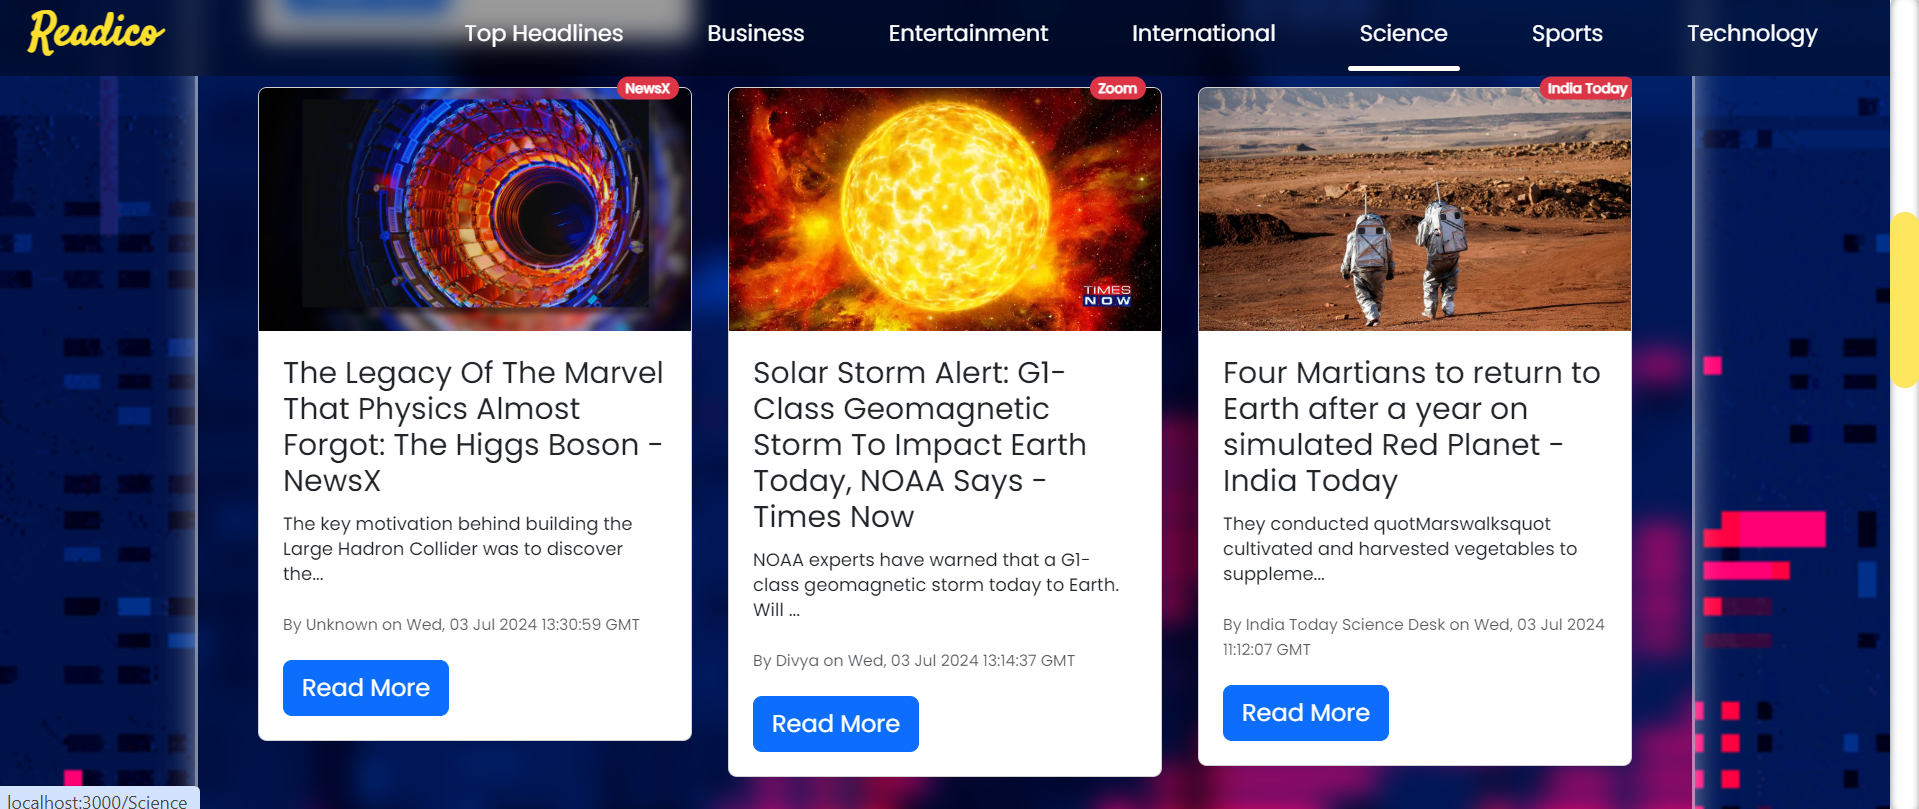 Readico
Top Headlines
Business
Entertainment
International
Science
Sports
Technology
NewsX
The Legacy Of The Marvel
That Physics Almost
Forgot: The Higgs Boson -
NewsX
The key motivation behind building the
Large Hadron Collider was to discover
the...
By Unknown on Wed, 03 Jul 2024 13:30:59 GMT
Read More
Zoom
TIMES
NOW
Solar Storm Alert: G1-
Class Geomagnetic
Storm To Impact Earth
Today, NOAA Says -
Times Now
NOAA experts have warned that a G1-
class geomagnetic storm today to Earth.
Will ...
By Divya on Wed, 03 Jul 2024 13:14:37 GMT
Read More
India Today
Four Martians to return to
Earth after a year on
simulated Red Planet -
India Today
They conducted quotMarswalksquot
cultivated and harvested vegetables to
suppleme...
By India Today Science Desk on Wed, 03 Jul 2024
11:12:07 GMT
Read More
localhost:3000/Science